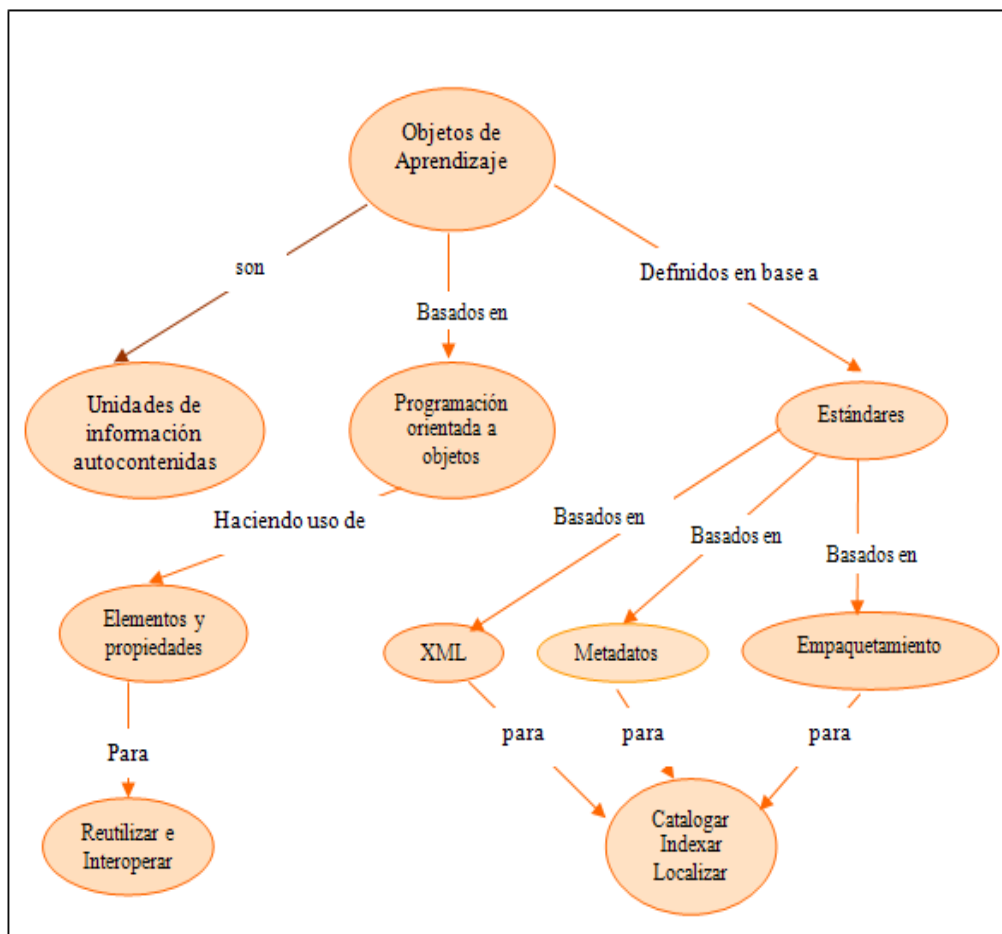 Objetos de
Aprendizaje
son
Basados en
Definidos en base a
Unidades de
información
autocontenidas
Programación
orientada a
objetos
Estándares
Haciendo uso de
Basados en
Basados en
Basados en
Elementos y
propiedades
XML
Metadatos
Empaquetamiento
Para
para
para
para
Reutilizar e
Interoperar
Catalogar
Indexar
Localizar